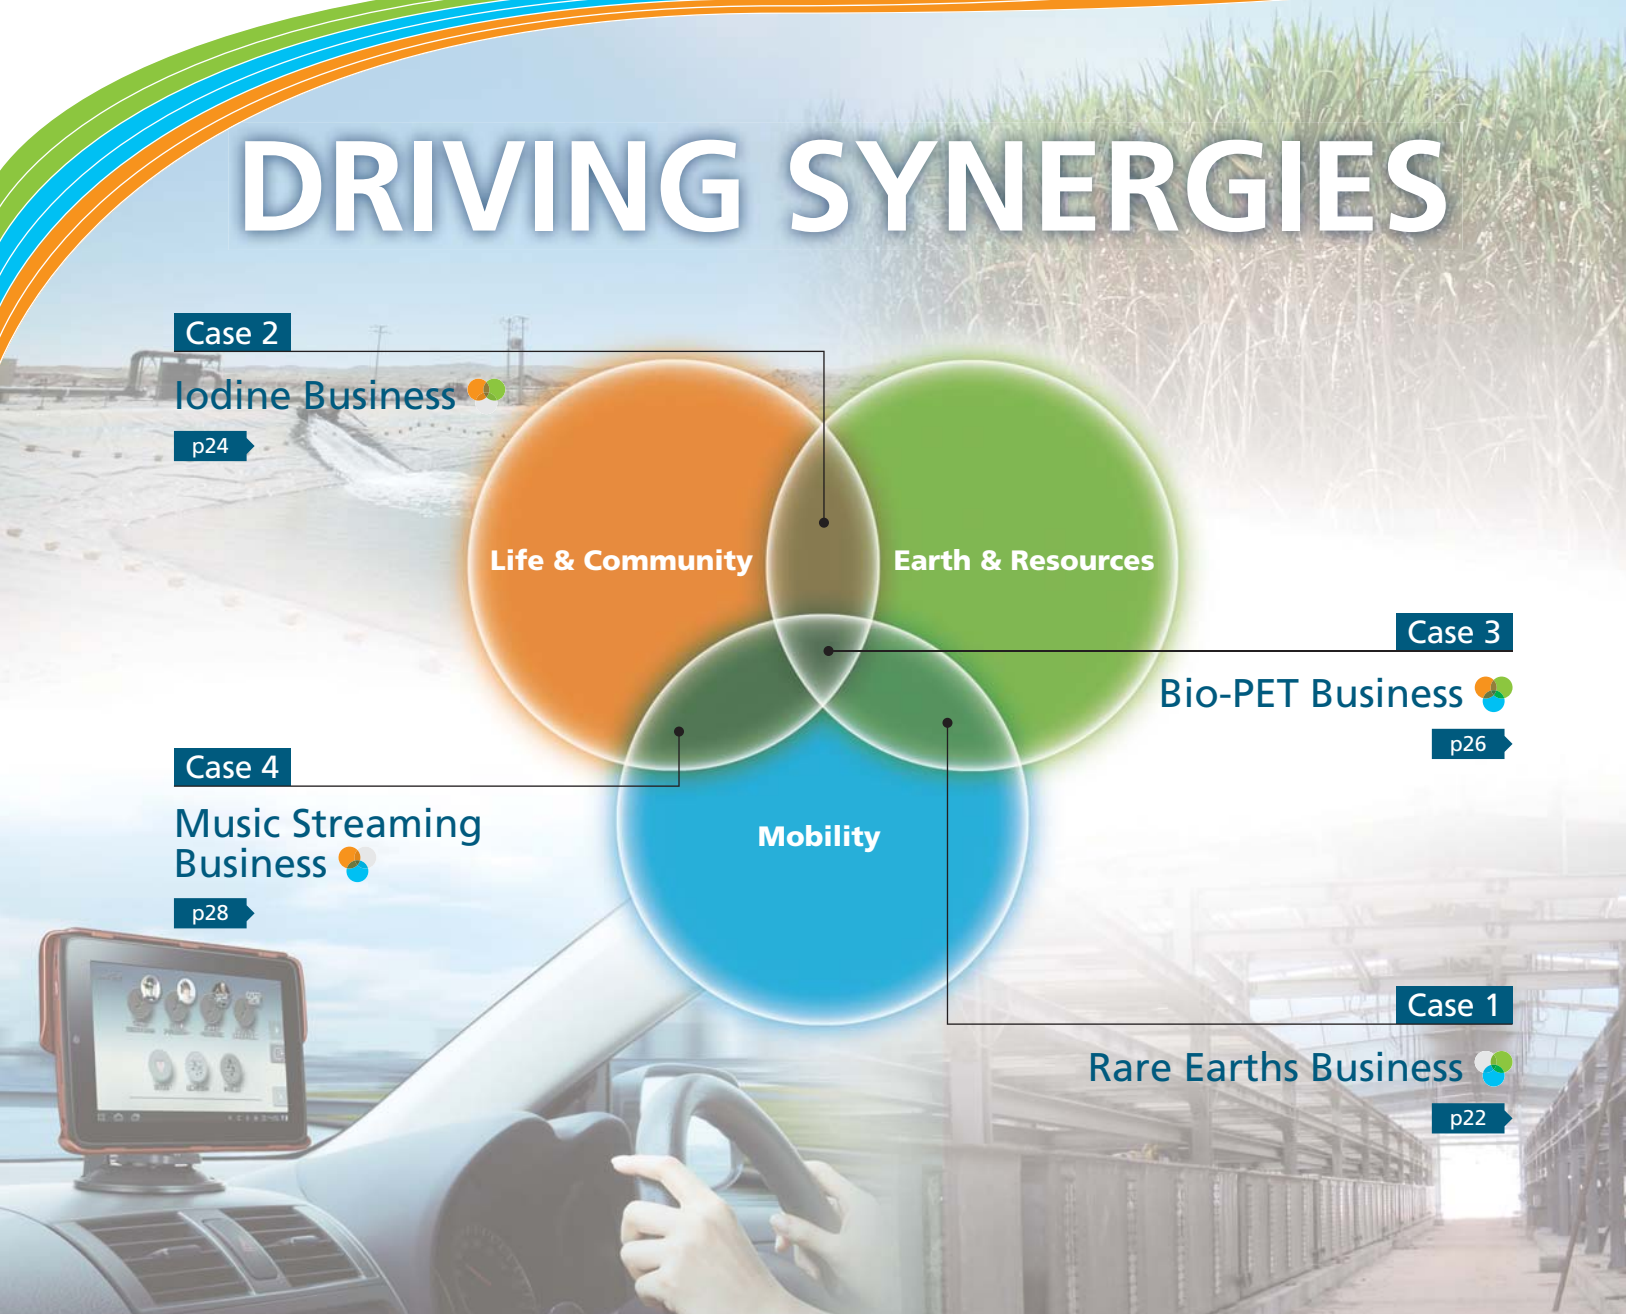 DRIVING SYNERGIES
Case 2
Iodine Business
p24
Life & Community
Earth & Resources
Case 3
Bio-PET Business
p26
Case 4
Music Streaming
Business
p28
Mobility
Case 1
Rare Earths Business
p22